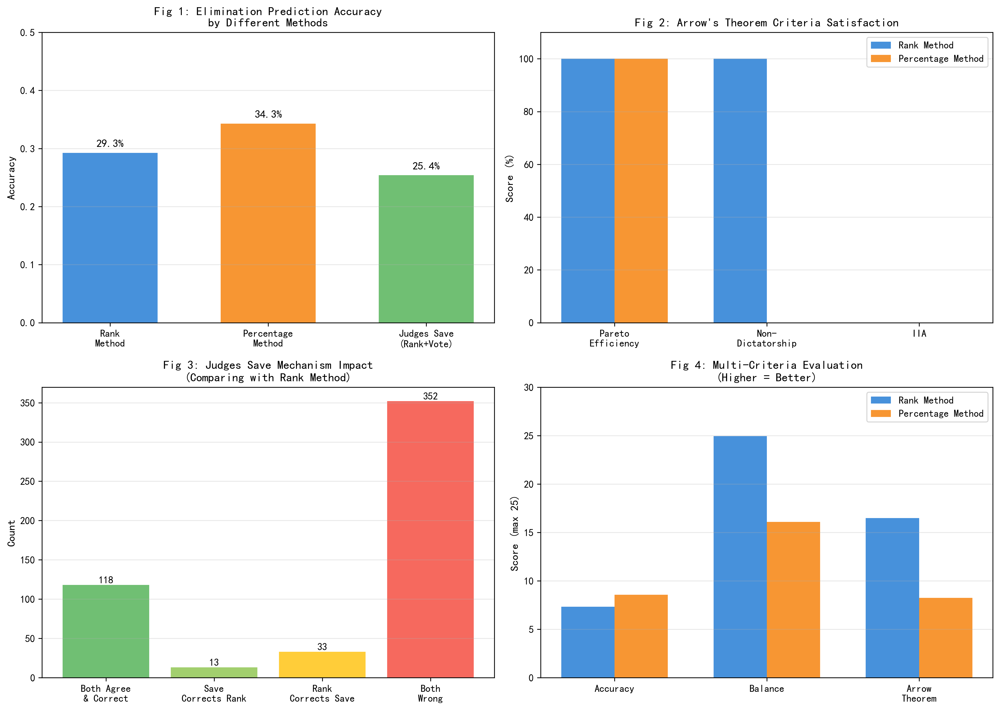 Fig 1: Elimination Prediction Accuracy
by Different Methods
0.5
0.4
0.3
0.2
0.1
0.0
Accuracy
29.3%
34.3%
25.4%
Rank
Method
Percentage
Method
Judges Save
(Rank+Vote)
Fig 2: Arrow's Theorem Criteria Satisfaction
Rank Method
Percentage Method
100
80
60
40
20
0
Score (%)
Pareto
Efficiency
Non-
Dictatorship
IIA
Fig 3: Judges Save Mechanism Impact
(Comparing with Rank Method)
350
300
250
200
150
100
50
0
Count
118
13
33
352
Both Agree
& Correct
Save
Corrects Rank
Rank
Corrects Save
Both
Wrong
Fig 4: Multi-Criteria Evaluation
(Higher = Better)
Rank Method
Percentage Method
30
25
20
15
10
5
0
Score (max 25)
Accuracy
Balance
Arrow
Theorem